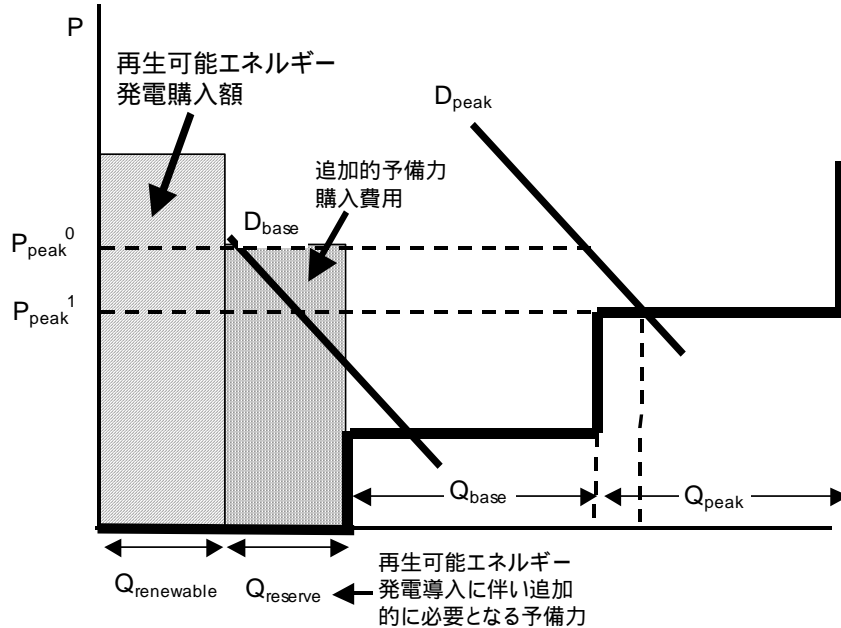 P
再生可能エネルギー
発電購入額
D_peak
追加的予備力
購入費用
D_base
P_peak^0
P_peak^1
Q_base
Q_peak
Q_renewable
Q_reserve
再生可能エネルギー
発電導入に伴い追加
的に必要となる予備力